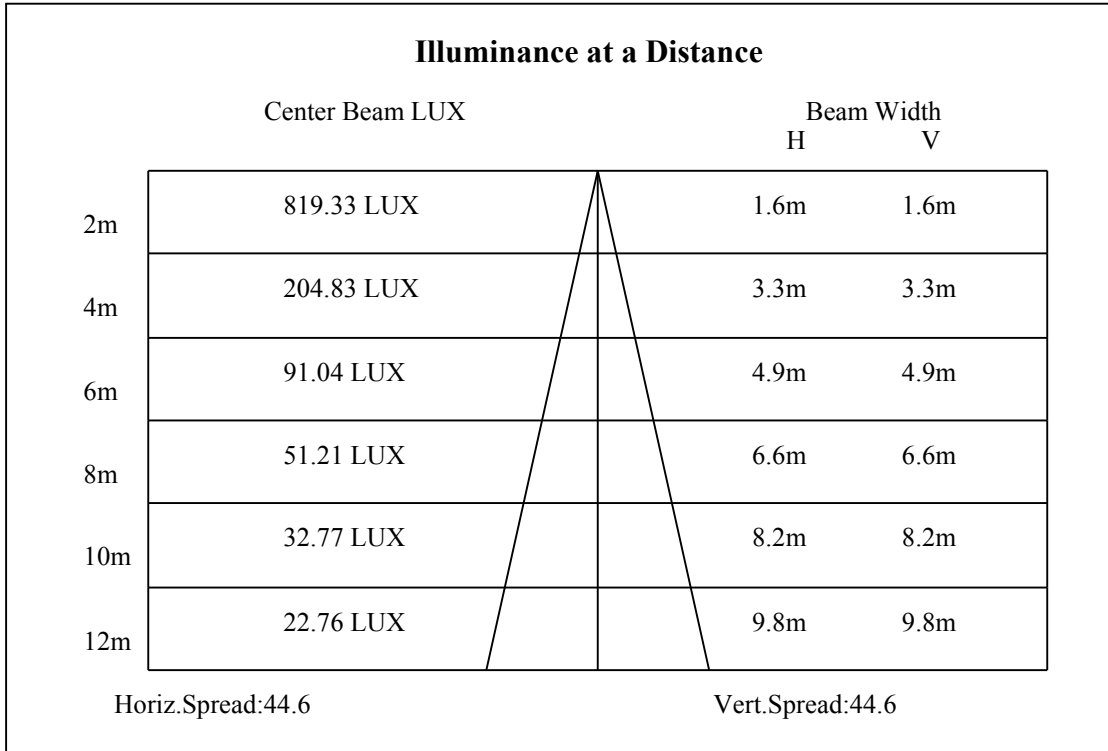 Illuminance at a Distance
Center Beam LUX Beam Width
H V
2m 819.33 LUX 1.6m 1.6m
4m 204.83 LUX 3.3m 3.3m
6m 91.04 LUX 4.9m 4.9m
8m 51.21 LUX 6.6m 6.6m
10m 32.77 LUX 8.2m 8.2m
12m 22.76 LUX 9.8m 9.8m
Horiz.Spread:44.6 Vert.Spread:44.6